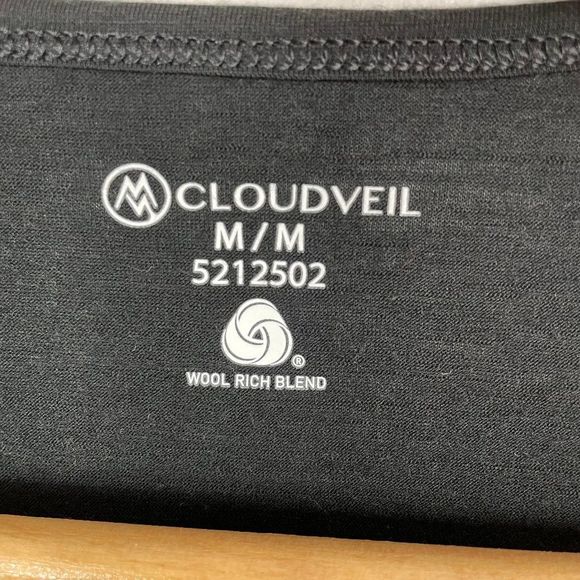 CLOUDVEIL
M/M
5212502
®
WOOL RICH BLEND